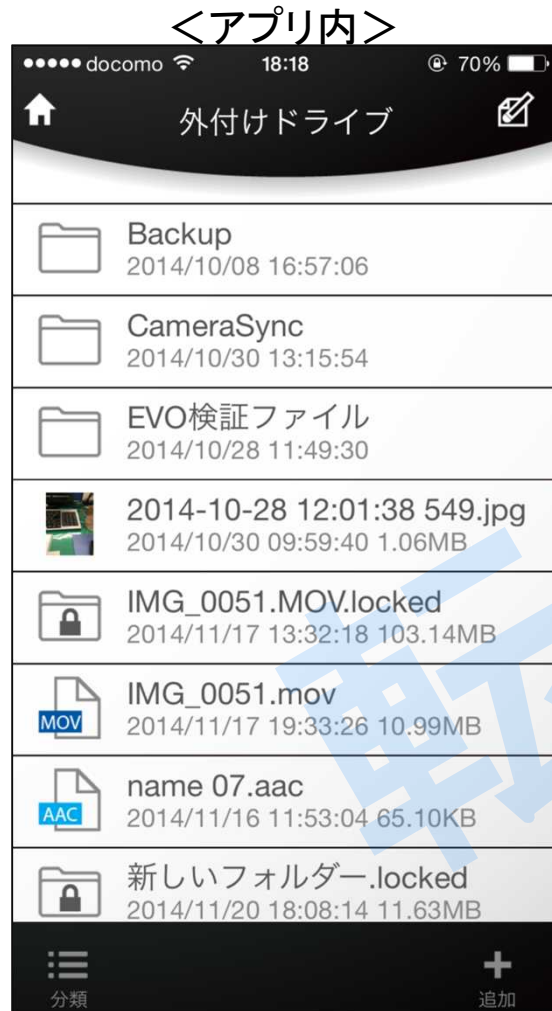 ＜アプリ内＞
docomo 18:18 70%
外付けドライブ
Backup
2014/10/08 16:57:06
CameraSync
2014/10/30 13:15:54
EVO検証ファイル
2014/10/28 11:49:30
2014-10-28 12:01:38 549.jpg
2014/10/30 09:59:40 1.06MB
IMG_0051.MOV.locked
2014/11/17 13:32:18 103.14MB
MOV
IMG_0051.mov
2014/11/17 19:33:26 10.99MB
AAC
name 07.aac
2014/11/16 11:53:04 65.10KB
新しいフォルダー.locked
2014/11/20 18:08:14 11.63MB
分類 追加
転